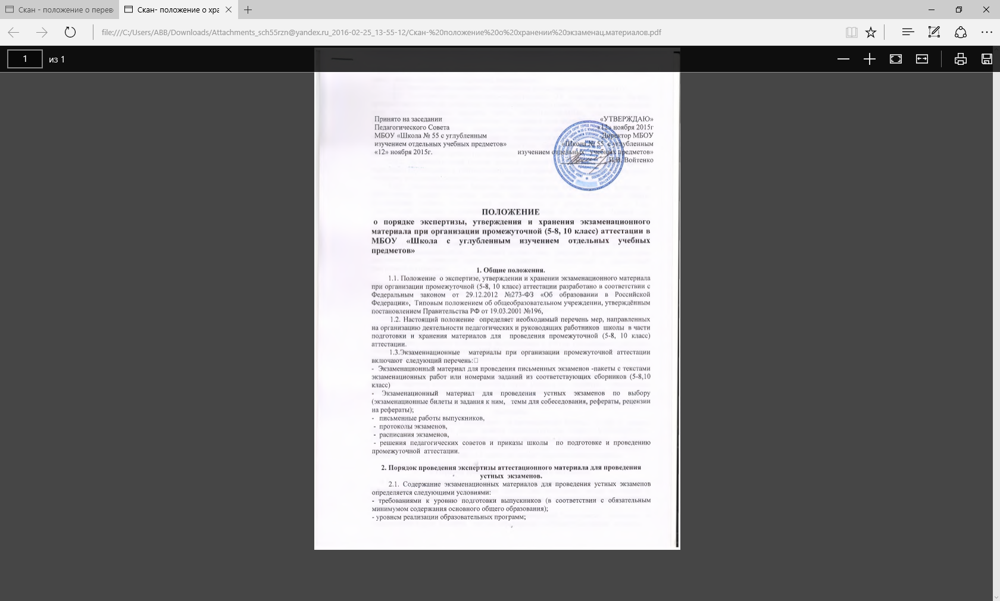 Скан - положение о перев
Скан- положение о хра
file:///C:/Users/ABB/Downloads/Attachments_sch55rzn@yandex.ru_2016-02-25_13-55-12/Скан-%20положение%20о%20хранении%20экзаменац.материалов.pdf
1 из 1
Принято на заседании
Педагогического Совета
МБОУ «Школа № 55 с углубленным
изучением отдельных учебных предметов»
«12» ноября 2015г.
«УТВЕРЖДАЮ»
«12» ноября 2015г
Директор МБОУ
«Школа № 55 с углубленным
изучением отдельных учебных предметов»
Войтенко
ПОЛОЖЕНИЕ
о порядке экспертизы, утверждения и хранения экзаменационного
материала при организации промежуточной (5-8, 10 класс) аттестации в
МБОУ «Школа с углубленным изучением отдельных учебных
предметов»
1. Общие положения.
1.1. Положение о экспертизе, утверждении и хранении экзаменационного материала
при организации промежуточной (5-8, 10 класс) аттестации разработано в соответствии с
Федеральным законом от 29.12.2012 №273-ФЗ «Об образовании в Российской
Федерации», Типовым положением об общеобразовательном учреждении, утверждённым
постановлением Правительства РФ от 19.03.2001 №196,
1.2. Настоящий положение определяет необходимый перечень мер, направленных
на организацию деятельности педагогических и руководящих работников школы в части
подготовки и хранения материалов для проведения промежуточной (5-8, 10 класс)
аттестации.
1.3.Экзаменнационные материалы при организации промежуточной аттестации
включают следующий перечень:
- Экзаменационный материал для проведения письменных экзаменов -пакеты с текстами
экзаменационных работ или номерами заданий из соответствующих сборников (5-8,10
класс)
- Экзаменационный материал для проведения устных экзаменов по выбору
(экзаменационные билеты и задания к ним, темы для собеседования, рефераты, рецензии
на рефераты);
- письменные работы выпускников,
- протоколы экзаменов,
- расписания экзаменов,
- решения педагогических советов и приказы школы по подготовке и проведению
промежуточной аттестации.
2. Порядок проведения экспертизы аттестационного материала для проведения
устных экзаменов.
2.1. Содержание экзаменационных материалов для проведения устных экзаменов
определяется следующими условиями:
- требованиями к уровню подготовки выпускников (в соответствии с обязательным
минимумом содержания основного общего образования);
- уровнем реализации образовательных программ;